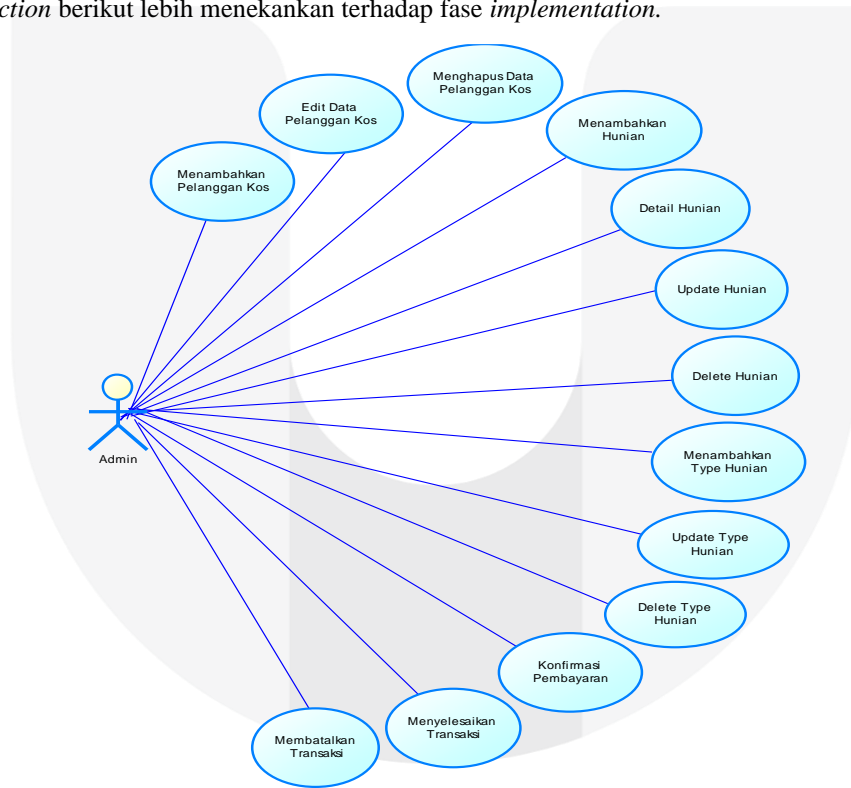 ction berikut lebih menekankan terhadap fase implementation.
Menghapus Data
Pelanggan Kos
Edit Data
Pelanggan Kos
Menambahkan
Hunian
Menambahkan
Pelanggan Kos
Detail Hunian
Update Hunian
Delete Hunian
Menambahkan
Type Hunian
Admin
Update Type
Hunian
Delete Type
Hunian
Konfirmasi
Pembayaran
Menyelesaikan
Transaksi
Membatalkan
Transaksi